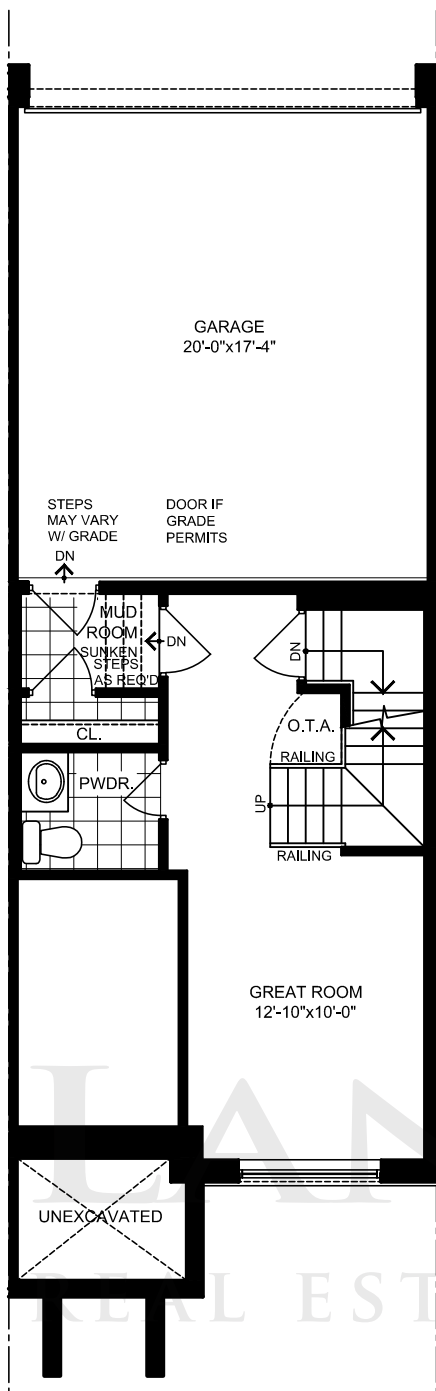 GARAGE
20'-0"x17'-4"
STEPS
MAY VARY
W/ GRADE
DN
DOOR IF
GRADE
PERMITS
MUD
ROOM
SUNKEN
STEPS
AS REQ'D
DN
DN
CL.
O.T.A.
RAILING
PWDR.
UP
RAILING
GREAT ROOM
12'-10"x10'-0"
UNEXCAVATED
LAN
REAL EST